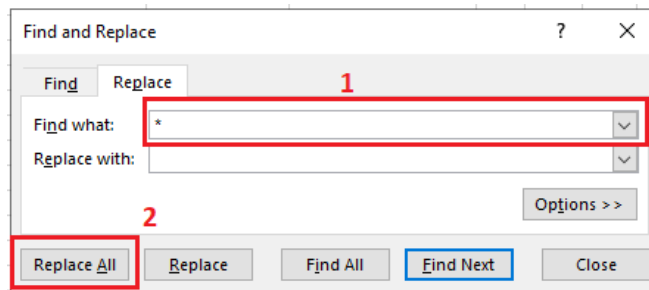 Find and Replace ? ×
Find Replace
1
Find what: *
Replace with:
Options >>
2
Replace All Replace Find All Find Next Close